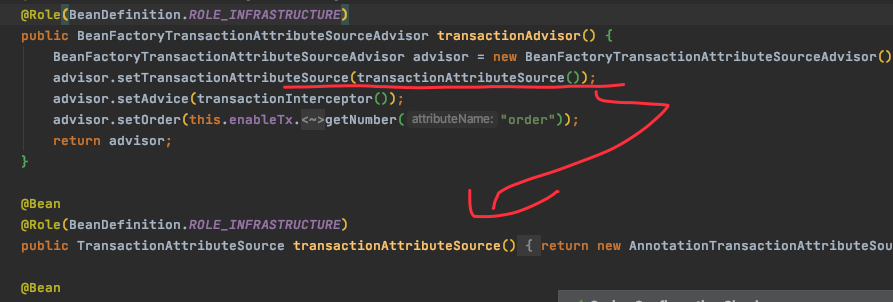 @Role(BeanDefinition.ROLE_INFRASTRUCTURE)
public BeanFactoryTransactionAttributeSourceAdvisor transactionAdvisor() {
BeanFactoryTransactionAttributeSourceAdvisor advisor = new BeanFactoryTransactionAttributeSourceAdvisor()
advisor.setTransactionAttributeSource(transactionAttributeSource());
advisor.setAdvice(transactionInterceptor());
advisor.setOrder(this.enableTx.<~>getNumber( attributeName: "order"));
return advisor;
}
@Bean
@Role(BeanDefinition.ROLE_INFRASTRUCTURE)
public TransactionAttributeSource transactionAttributeSource() { return new AnnotationTransactionAttributeSou
@Bean